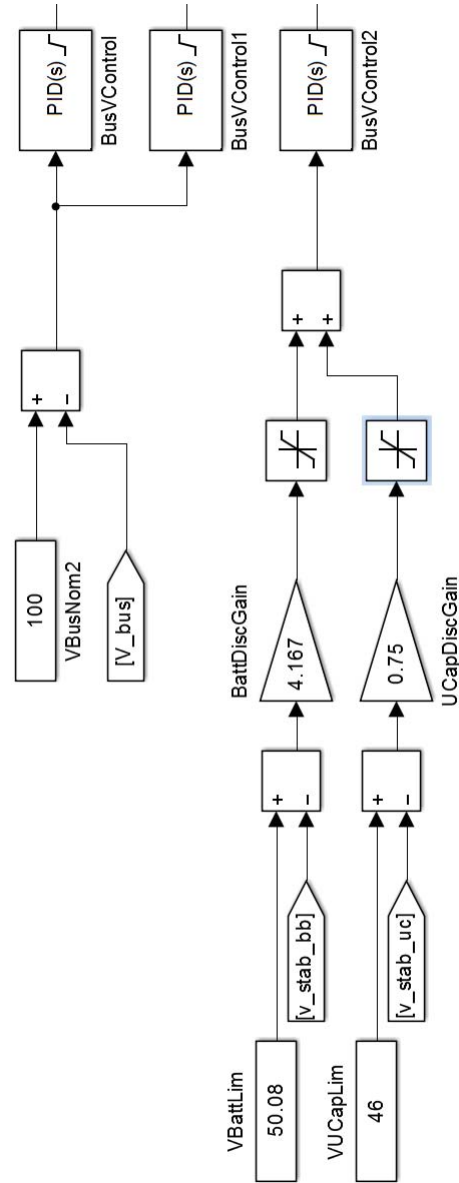 100
VBusNom2
[V_bus]
+
−
PID(s)
BusVControl
PID(s)
BusVControl1
VBattLim
50.08
[v_stab_bb]
+
−
BattDiscGain
4.167
VUCapLim
46
[v_stab_uc]
+
−
0.75
UCapDiscGain
+
+
PID(s)
BusVControl2